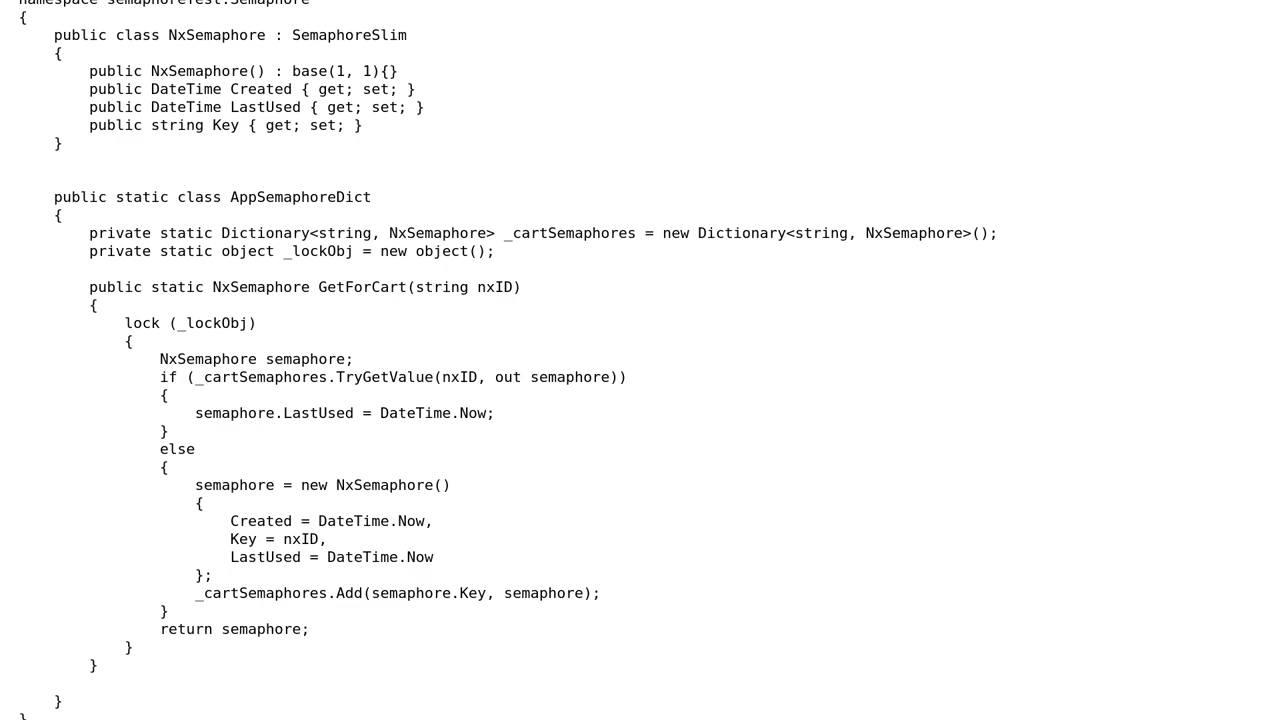 namespace semaphoreTest.Semaphore
{
    public class NxSemaphore : SemaphoreSlim
    {
        public NxSemaphore() : base(1, 1){}
        public DateTime Created { get; set; }
        public DateTime LastUsed { get; set; }
        public string Key { get; set; }
    }
    public static class AppSemaphoreDict
    {
        private static Dictionary<string, NxSemaphore> _cartSemaphores = new Dictionary<string, NxSemaphore>();
        private static object _lockObj = new object();
        public static NxSemaphore GetForCart(string nxID)
        {
            lock (_lockObj)
            {
                NxSemaphore semaphore;
                if (_cartSemaphores.TryGetValue(nxID, out semaphore))
                {
                    semaphore.LastUsed = DateTime.Now;
                }
                else
                {
                    semaphore = new NxSemaphore()
                    {
                        Created = DateTime.Now,
                        Key = nxID,
                        LastUsed = DateTime.Now
                    };
                    _cartSemaphores.Add(semaphore.Key, semaphore);
                }
                return semaphore;
            }
        }
    }
}